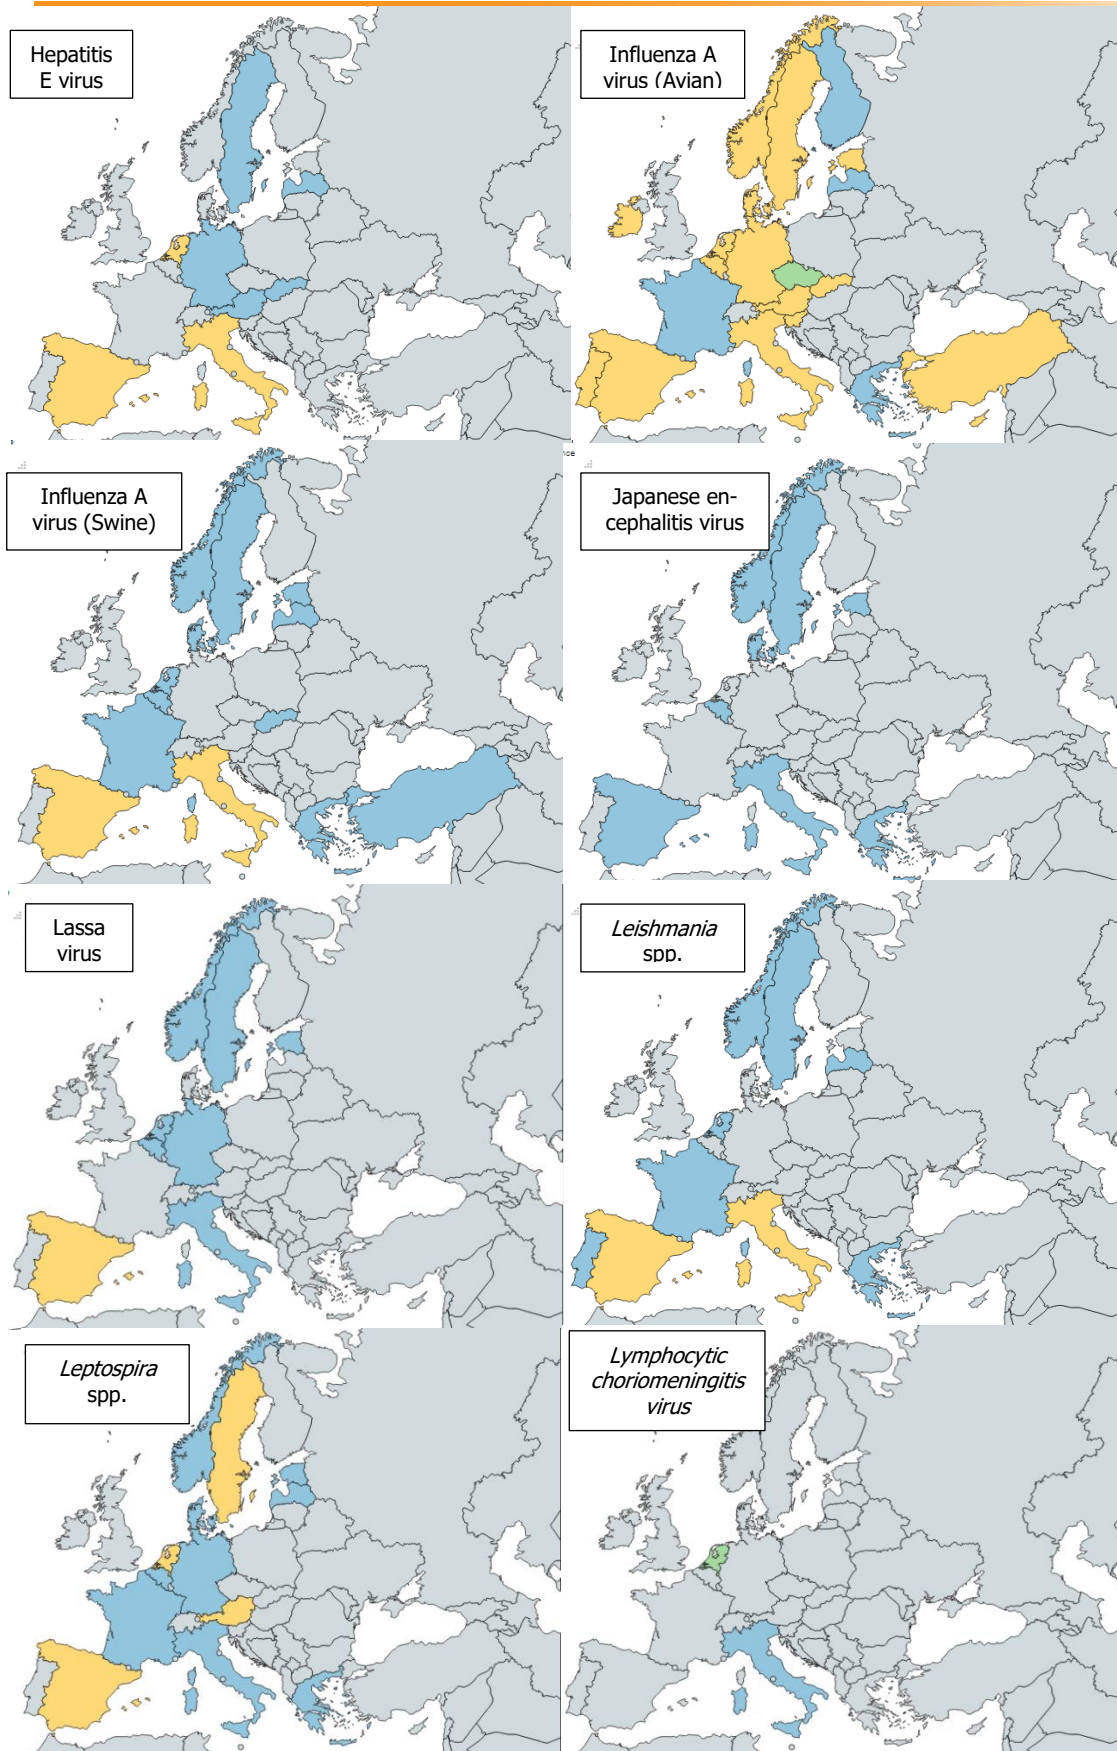 Hepatitis
E virus
Influenza A
virus (Avian)
nce
Influenza A
virus (Swine)
Japanese en-
cephalitis virus
Lassa
virus
Leishmania
spp.
Leptospira
spp.
Lymphocytic
choriomeningitis
virus